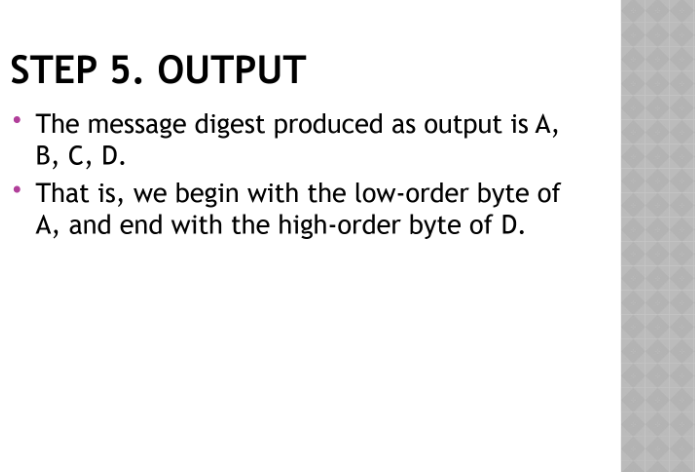 STEP 5. OUTPUT
• The message digest produced as output is A,
B, C, D.
• That is, we begin with the low-order byte of
A, and end with the high-order byte of D.